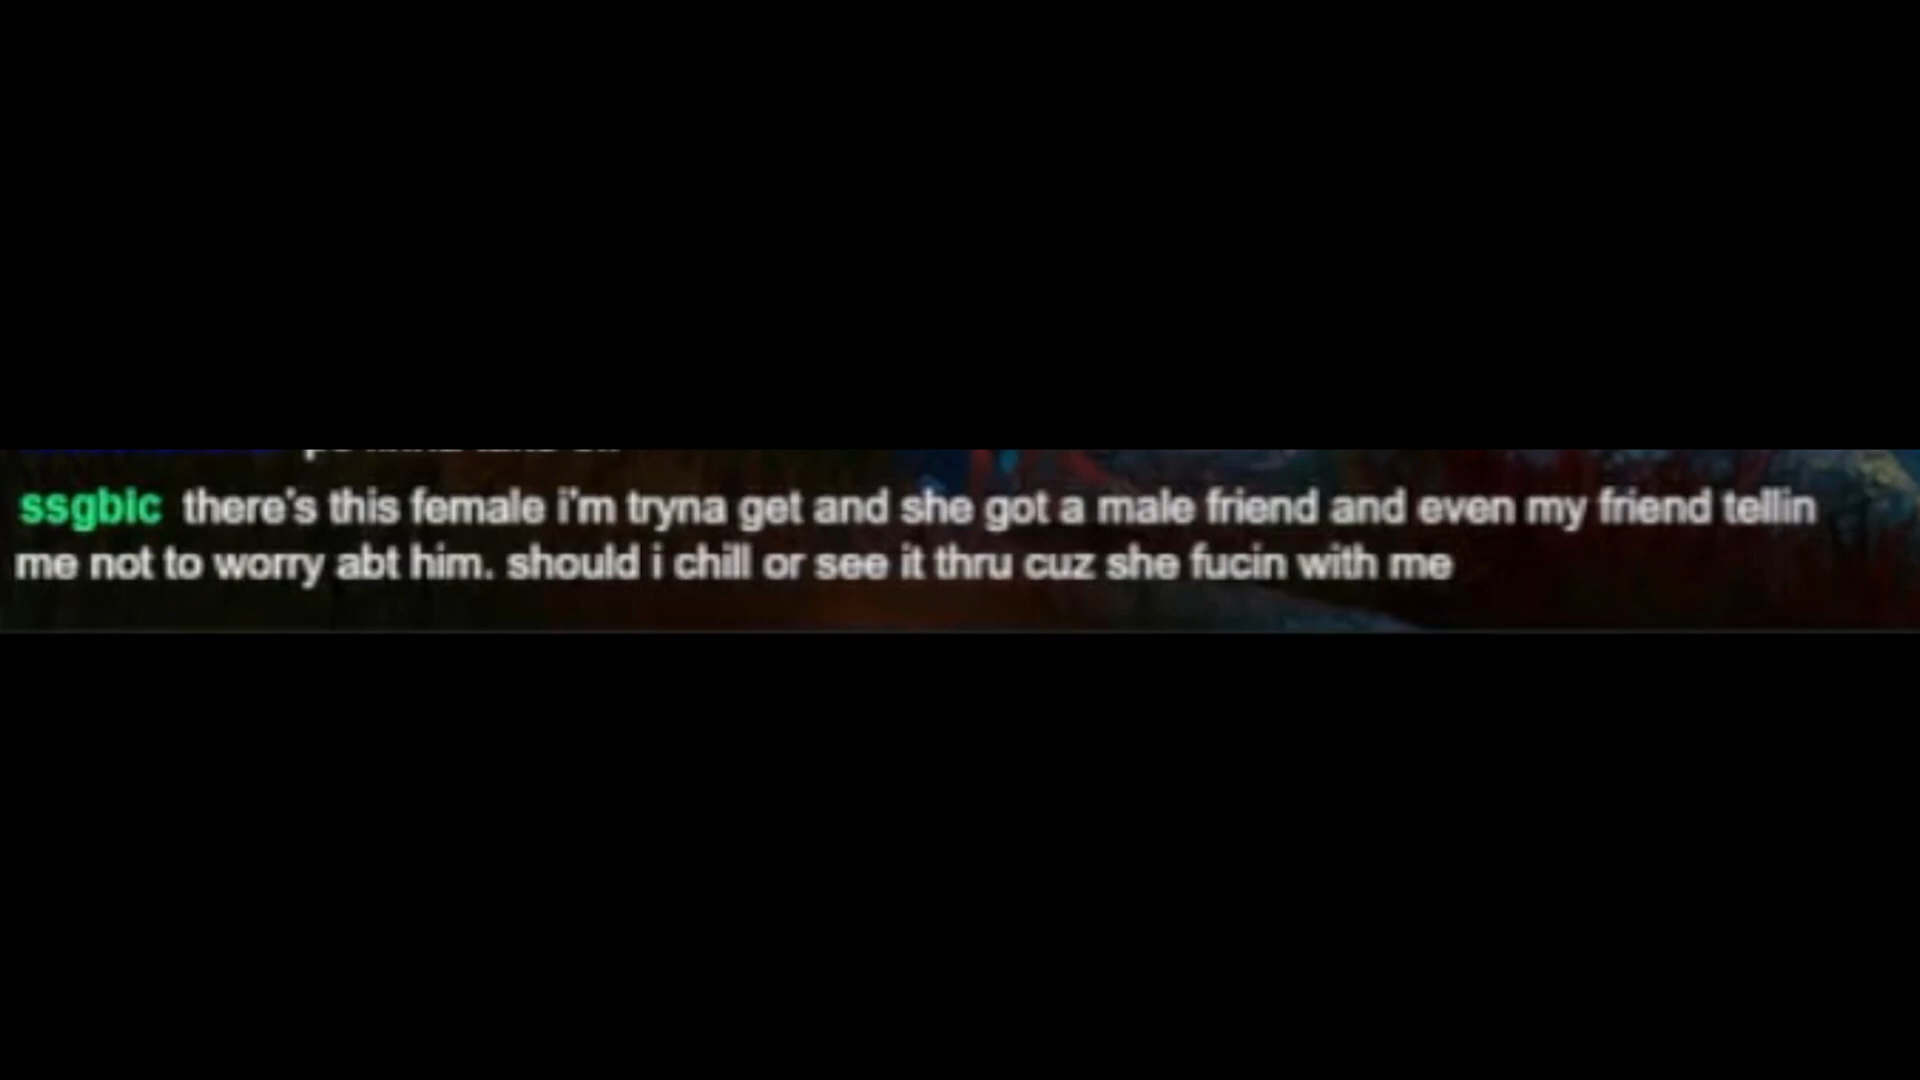 ssgblc there's this female i'm tryna get and she got a male friend and even my friend tellin
me not to worry abt him. should i chill or see it thru cuz she fucin with me